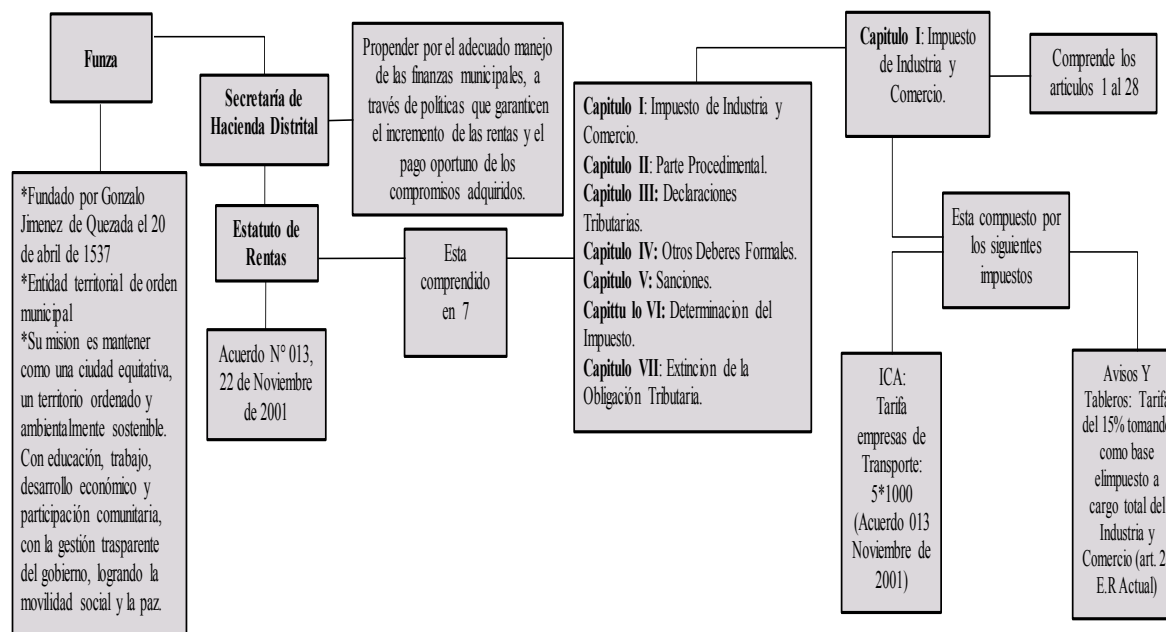 Funza
*Fundado por Gonzalo
Jimenez de Quezada el 20
de abril de 1537
*Entidad territorial de orden
municipal
*Su mision es mantener
como una ciudad equitativa,
un territorio ordenado y
ambientalmente sostenible.
Con educación, trabajo,
desarrollo económico y
participación comunitaria,
con la gestión trasparente
del gobierno, logrando la
movilidad social y la paz.
Secretaría de
Hacienda Distrital
Propender por el adecuado manejo
de las finanzas municipales, a
través de políticas que garanticen
el incremento de las rentas y el
pago oportuno de los
compromisos adquiridos.
Estatuto de
Rentas
Acuerdo N° 013,
22 de Noviembre
de 2001
Esta
comprendido
en 7
Capitulo I: Impuesto de Industria y
Comercio.
Capitulo II: Parte Procedimental.
Capitulo III: Declaraciones
Tributarias.
Capitulo IV: Otros Deberes Formales.
Capitulo V: Sanciones.
Capittu lo VI: Determinacion del
Impuesto.
Capitulo VII: Extincion de la
Obligación Tributaria.
Capitulo I: Impuesto
de Industria y
Comercio.
Comprende los
articulos 1 al 28
Esta compuesto por
los siguientes
impuestos
ICA:
Tarifa
empresas de
Transporte:
5*1000
(Acuerdo 013
Noviembre de
2001)
Avisos Y
Tableros: Tarifa
del 15% tomando
como base
elimpuesto a
cargo total del
Industria y
Comercio (art. 2
E.R Actual)